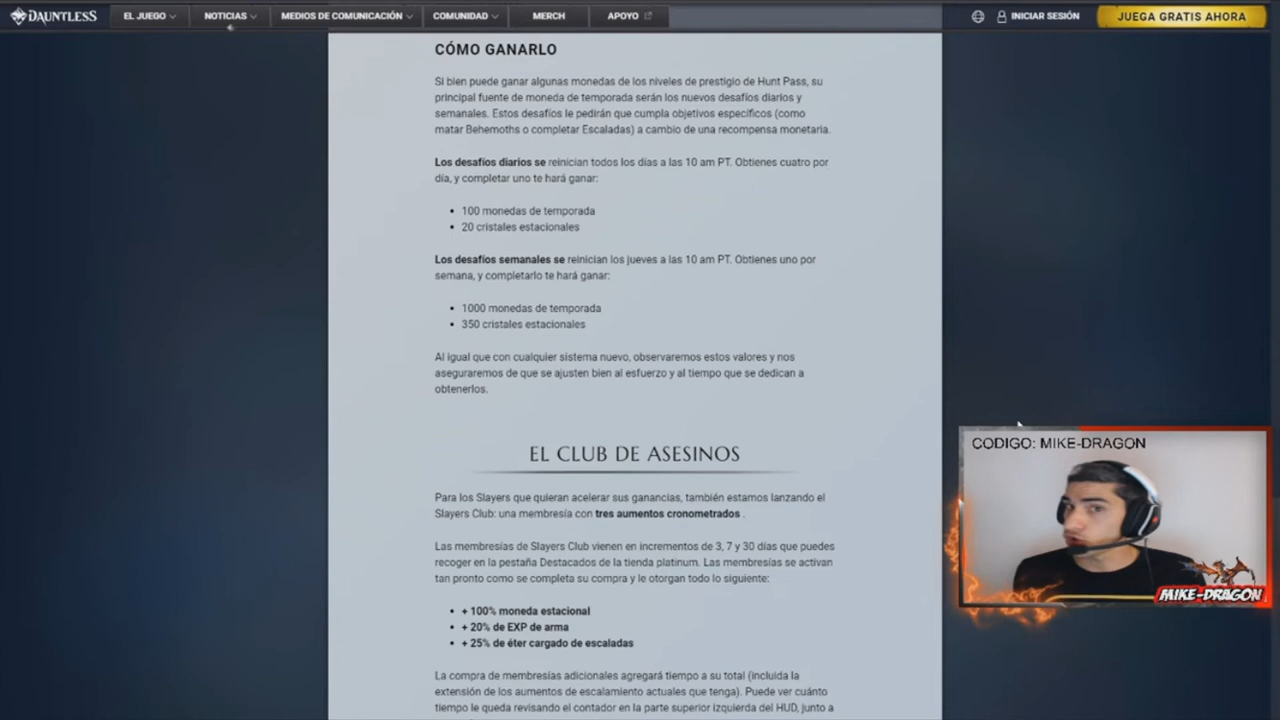 DAUNTLESS
EL JUEGO
NOTICIAS
MEDIOS DE COMUNICACIÓN
COMUNIDAD
MERCH
APOYO
INICIAR SESIÓN
JUEGA GRATIS AHORA
CÓMO GANARLO
Si bien puede ganar algunas monedas de los niveles de prestigio de Hunt Pass, su
principal fuente de moneda de temporada serán los nuevos desafíos diarios y
semanales. Estos desafíos le pedirán que cumpla objetivos específicos (como
matar Behemoths o completar Escaladas) a cambio de una recompensa monetaria.
Los desafíos diarios se reinician todos los días a las 10 am PT. Obtienes cuatro por
día, y completar uno te hará ganar:
• 100 monedas de temporada
• 20 cristales estacionales
Los desafíos semanales se reinician los jueves a las 10 am PT. Obtienes uno por
semana, y completarlo te hará ganar:
• 1000 monedas de temporada
• 350 cristales estacionales
Al igual que con cualquier sistema nuevo, observaremos estos valores y nos
aseguraremos de que se ajusten bien al esfuerzo y al tiempo que se dedican a
obtenerlos.
EL CLUB DE ASESINOS
Para los Slayers que quieran acelerar sus ganancias, también estamos lanzando el
Slayers Club: una membresía con tres aumentos cronometrados .
Las membresías de Slayers Club vienen en incrementos de 3, 7 y 30 días que puedes
recoger en la pestaña Destacados de la tienda platinum. Las membresías se activan
tan pronto como se completa su compra y le otorgan todo lo siguiente:
• + 100% moneda estacional
• + 20% de EXP de arma
• + 25% de éter cargado de escaladas
La compra de membresías adicionales agregará tiempo a su total (incluida la
extensión de los aumentos de escalamiento actuales que tenga). Puede ver cuánto
tiempo le queda revisando el contador en la parte superior izquierda del HUD, junto a
CODIGO: MIKE-DRAGON
MIKE-DRAGON